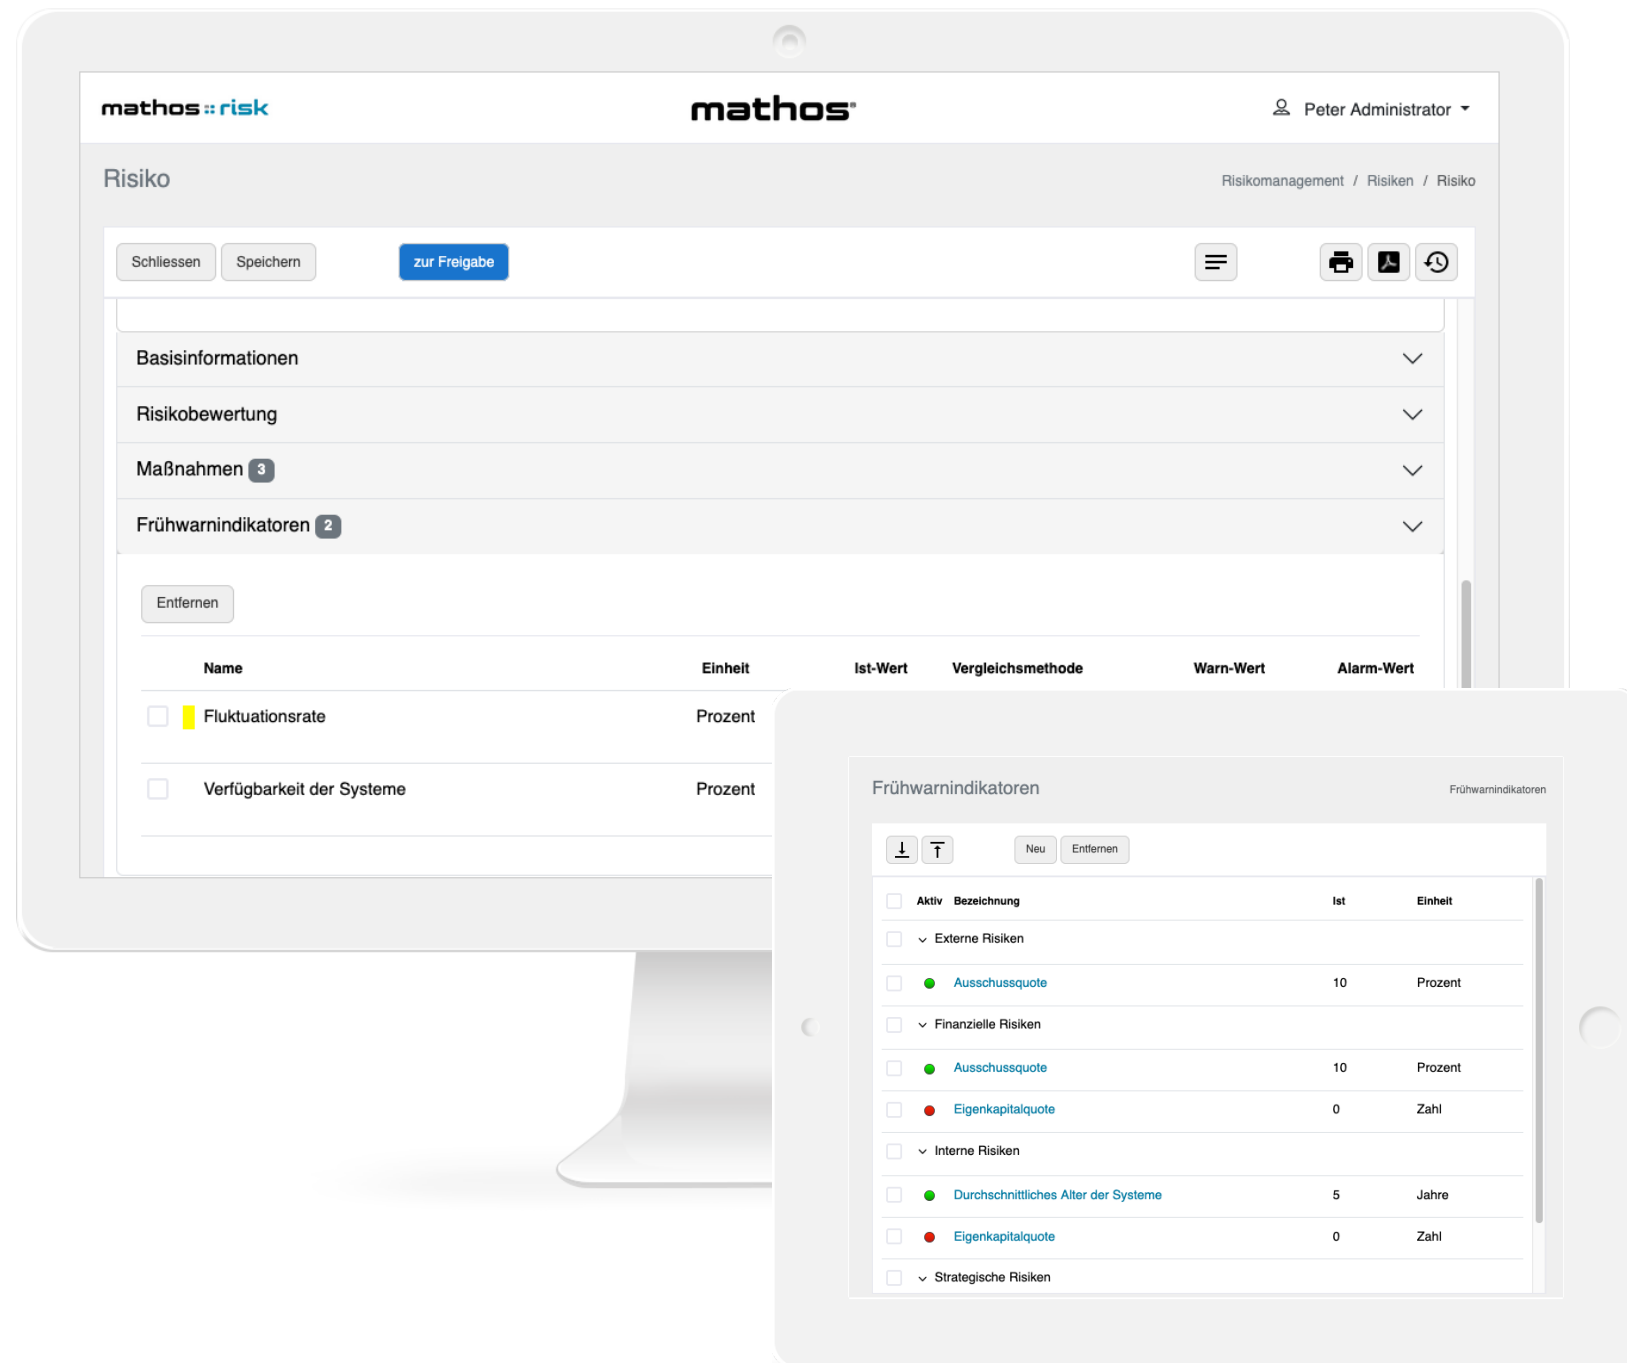 mathos::risk
mathos®
Peter Administrator
Risiko
Risikomanagement / Risiken / Risiko
Schliessen
Speichern
zur Freigabe
Basisinformationen
Risikobewertung
Maßnahmen 3
Frühwarnindikatoren 2
Entfernen
Name Einheit Ist-Wert Vergleichsmethode Warn-Wert Alarm-Wert
Fluktuationsrate Prozent
Verfügbarkeit der Systeme Prozent
Frühwarnindikatoren
Frühwarnindikatoren
Neu
Entfernen
Aktiv Bezeichnung Ist Einheit
Externe Risiken
Ausschussquote 10 Prozent
Finanzielle Risiken
Ausschussquote 10 Prozent
Eigenkapitalquote 0 Zahl
Interne Risiken
Durchschnittliches Alter der Systeme 5 Jahre
Eigenkapitalquote 0 Zahl
Strategische Risiken